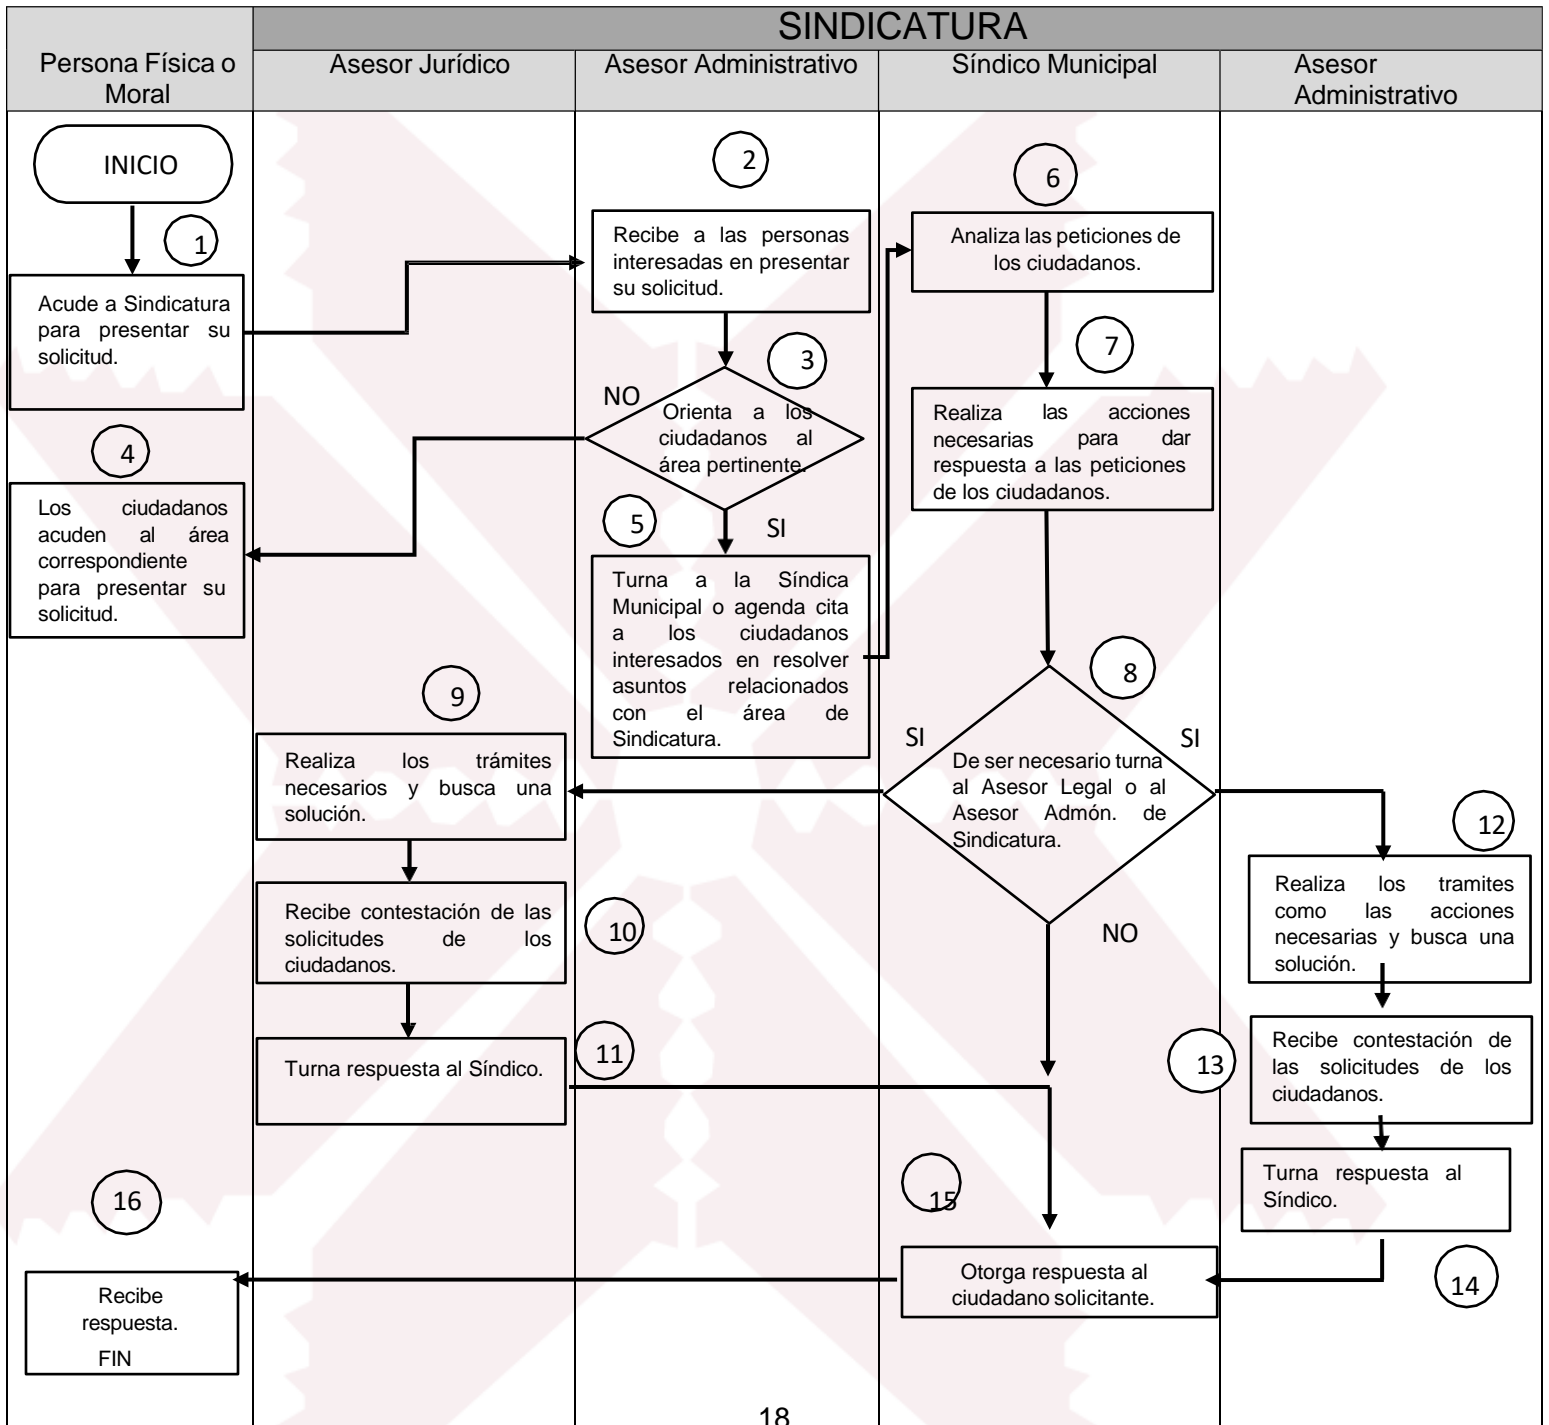 SINDICATURA
Persona Física o
Moral
Asesor Jurídico
Asesor Administrativo
Síndico Municipal
Asesor
Administrativo
INICIO
1
Acude a Sindicatura
para presentar su
solicitud.
2
Recibe a las personas
interesadas en presentar
su solicitud.
3
NO
Orienta a los
ciudadanos al
área pertinente.
SI
4
Los ciudadanos
acuden al área
correspondiente
para presentar su
solicitud.
5
Turna a la Síndica
Municipal o agenda cita
a los ciudadanos
interesados en resolver
asuntos relacionados
con el área de
Sindicatura.
6
Analiza las peticiones de
los ciudadanos.
7
Realiza las acciones
necesarias para dar
respuesta a las peticiones
de los ciudadanos.
8
SI
SI
De ser necesario turna
al Asesor Legal o al
Asesor Admón. de
Sindicatura.
NO
9
Realiza los trámites
necesarios y busca una
solución.
10
Recibe contestación de las
solicitudes de los
ciudadanos.
11
Turna respuesta al Síndico.
12
Realiza los tramites
como las acciones
necesarias y busca una
solución.
13
Recibe contestación de
las solicitudes de los
ciudadanos.
Turna respuesta al
Síndico.
14
15
Otorga respuesta al
ciudadano solicitante.
16
Recibe
respuesta.
FIN
18